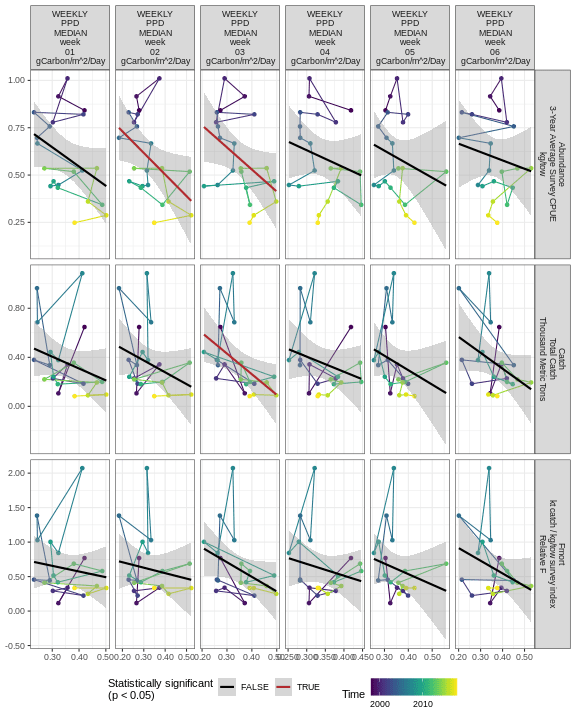 WEEKLY
PPD
MEDIAN
week
01
gCarbon/m^2/Day
WEEKLY
PPD
MEDIAN
week
02
gCarbon/m^2/Day
WEEKLY
PPD
MEDIAN
week
03
gCarbon/m^2/Day
WEEKLY
PPD
MEDIAN
week
04
gCarbon/m^2/Day
WEEKLY
PPD
MEDIAN
week
05
gCarbon/m^2/Day
WEEKLY
PPD
MEDIAN
week
06
gCarbon/m^2/Day
1.00
0.75
0.50
0.25
Abundance
3-Year Average Survey CPUE
kg/tow
0.80
0.40
0.00
Catch
Total Catch
Thousand Metric Tons
2.00
1.50
1.00
0.50
0.00
-0.50
Fmort
kt catch / kg/tow survey index
Relative F
0.30 0.40 0.50
0.20 0.30 0.40 0.50
0.20 0.30 0.40 0.50
0.250 0.30 0.350 0.40 0.45
0.20 0.30 0.40 0.50
0.20 0.30 0.40 0.50
Statistically significant
(p < 0.05)
FALSE
TRUE
Time
2000 2010